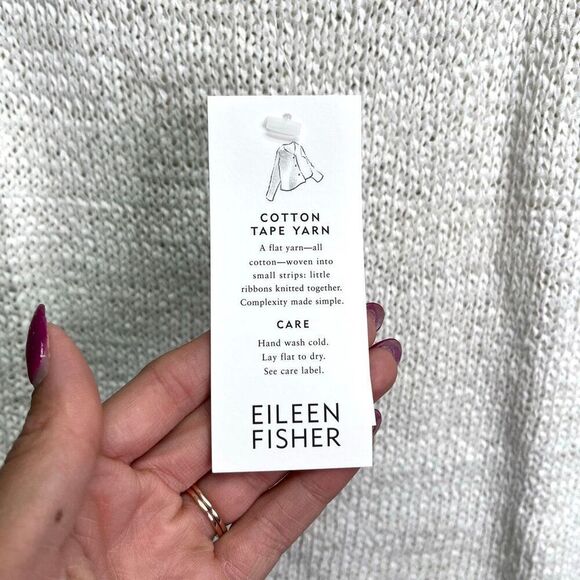 COTTON
TAPE YARN
A flat yarn—all
cotton—woven into
small strips: little
ribbons knitted together.
Complexity made simple.
CARE
Hand wash cold.
Lay flat to dry.
See care label.
EILEEN
FISHER